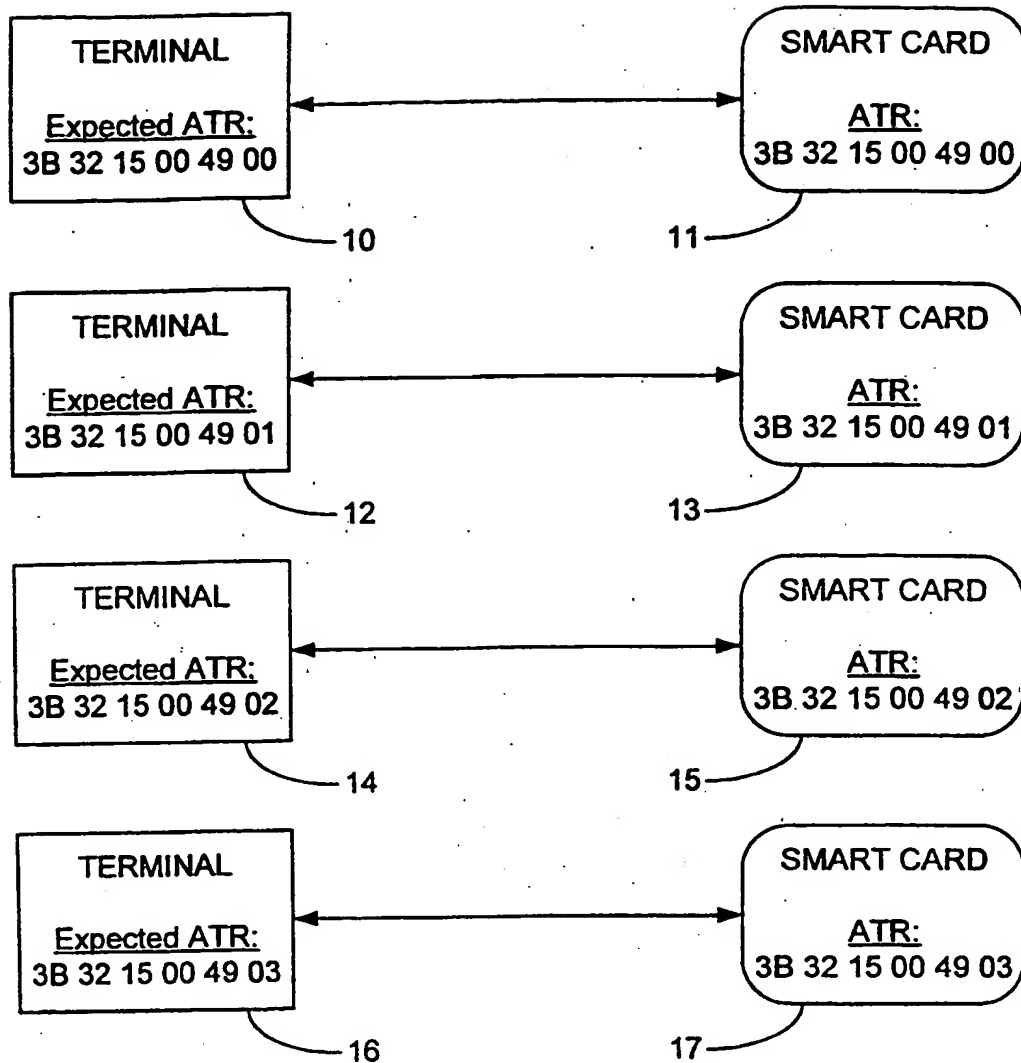 TERMINAL
Expected ATR:
3B 32 15 00 49 00
10
SMART CARD
ATR:
3B 32 15 00 49 00
11
TERMINAL
Expected ATR:
3B 32 15 00 49 01
12
SMART CARD
ATR:
3B 32 15 00 49 01
13
TERMINAL
Expected ATR:
3B 32 15 00 49 02
14
SMART CARD
ATR:
3B 32 15 00 49 02
15
TERMINAL
Expected ATR:
3B 32 15 00 49 03
16
SMART CARD
ATR:
3B 32 15 00 49 03
17